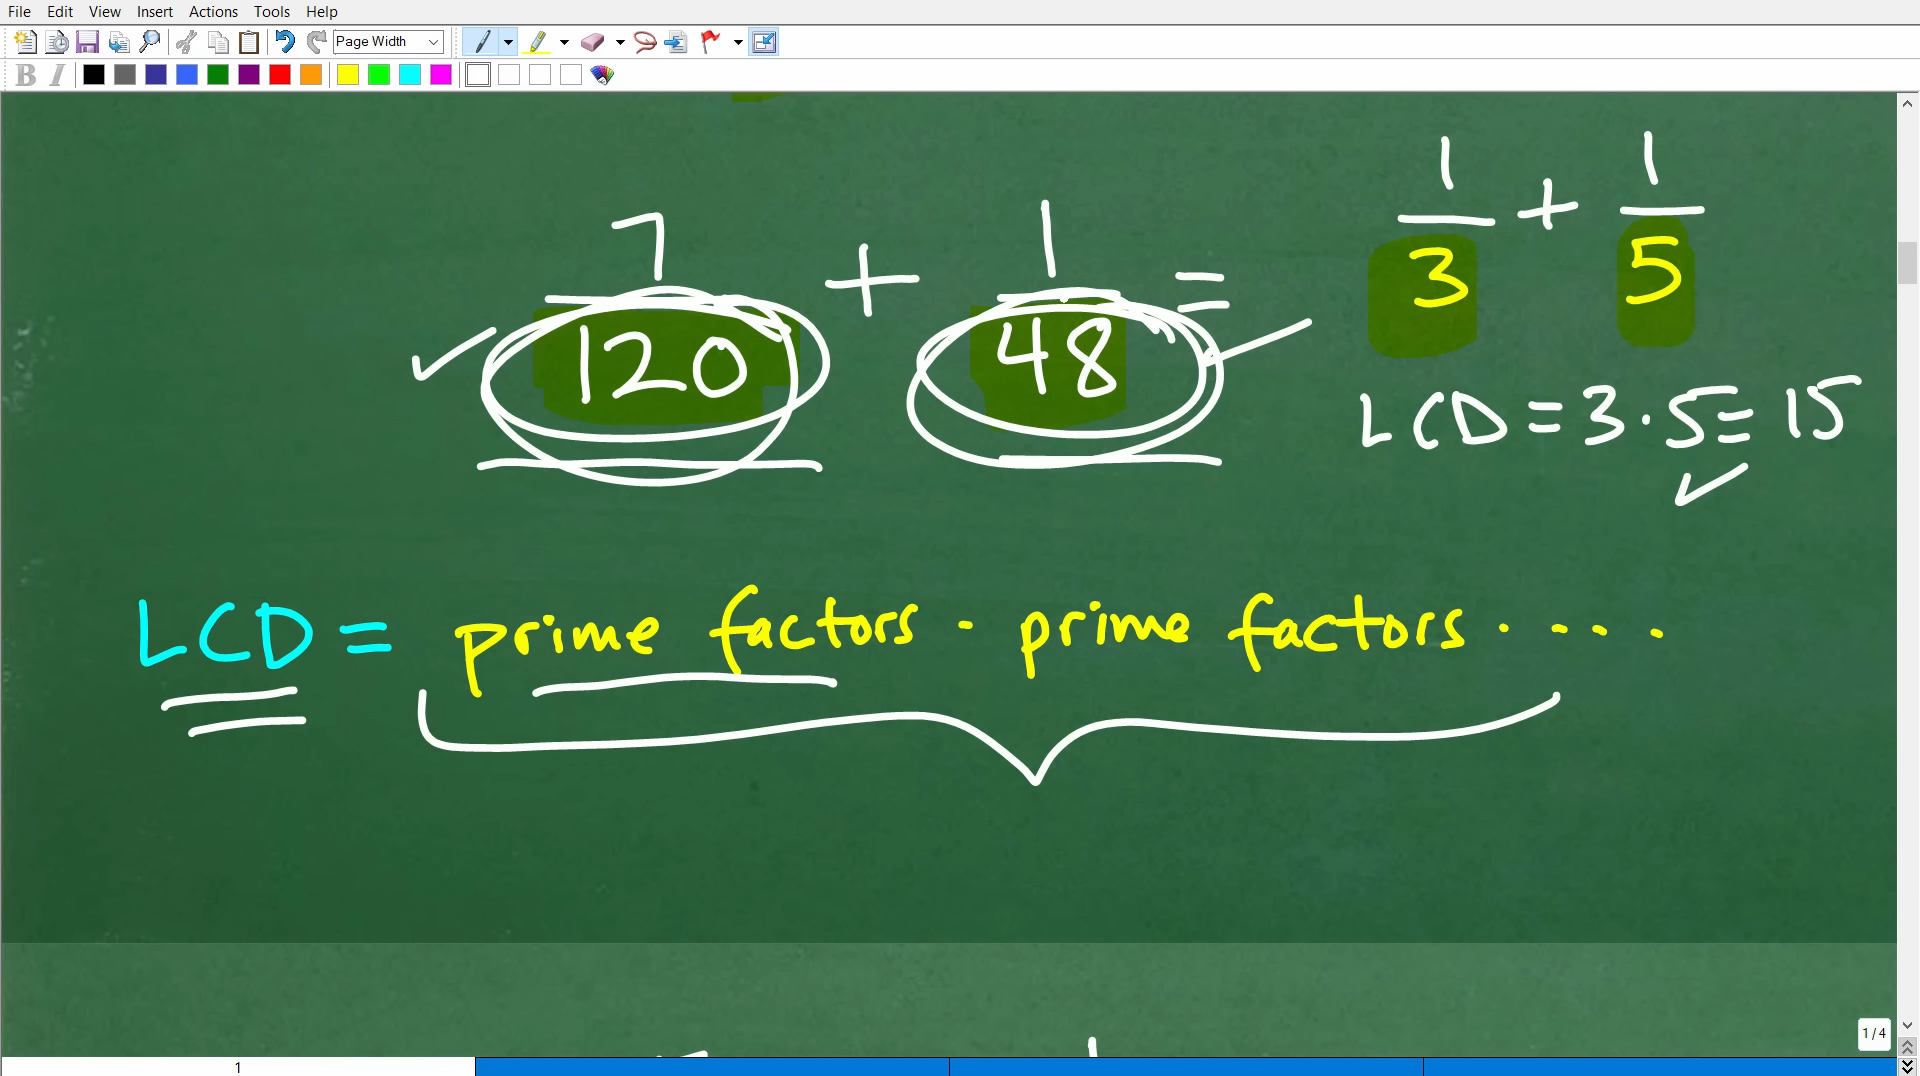 File Edit View Insert Actions Tools Help
Page Width
B I
7/120 + 1/48 =
1/3 + 1/5
LCD = 3 · 5 = 15
LCD = prime factors · prime factors · · · ·
1 / 4
1